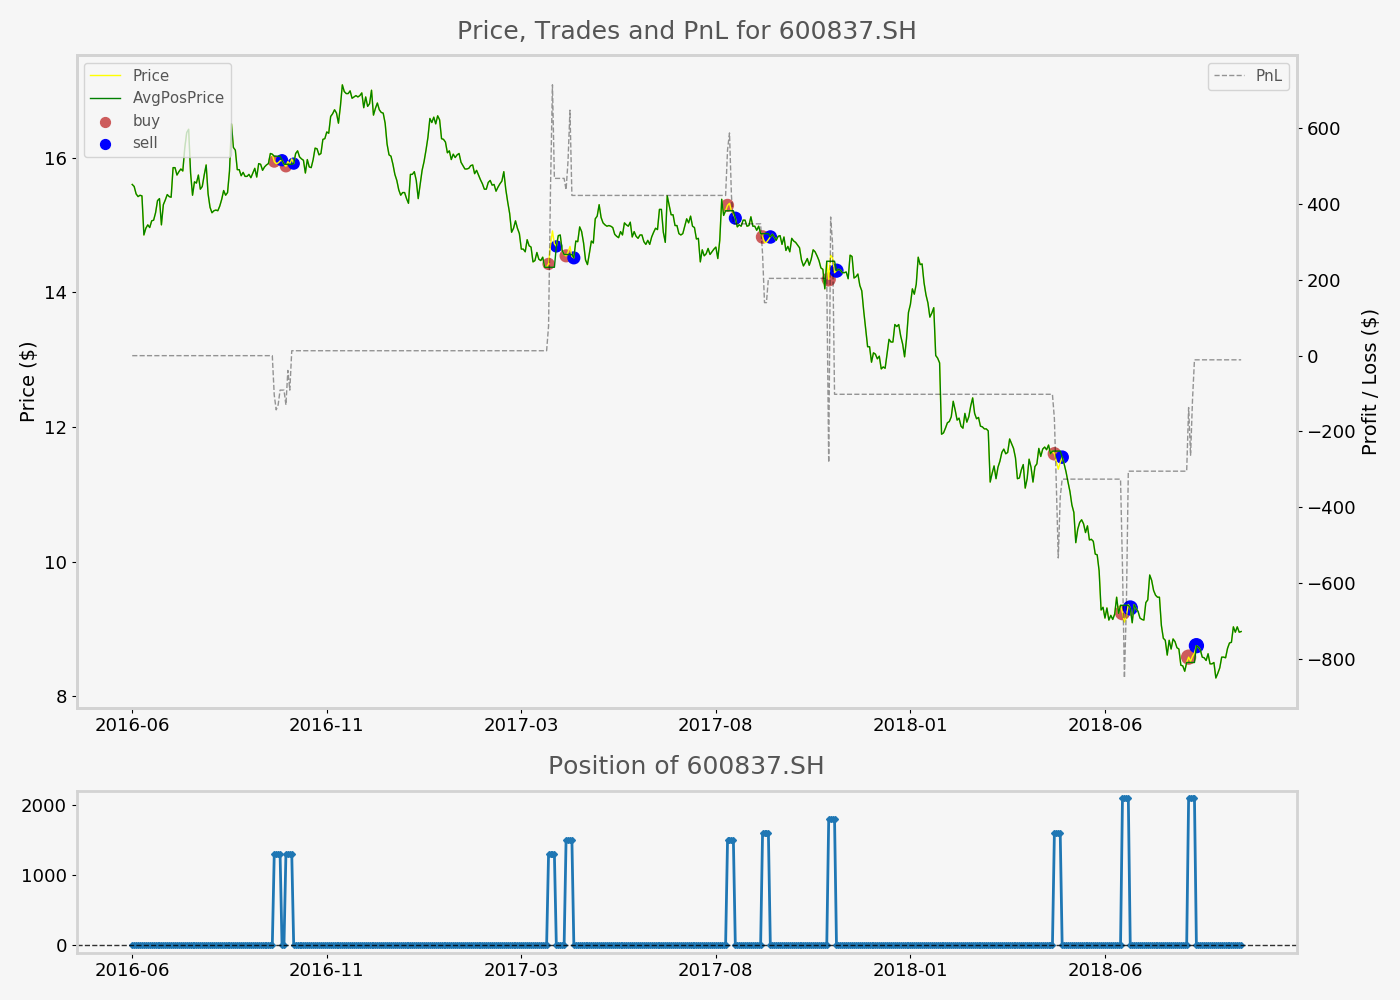 Price, Trades and PnL for 600837.SH
Price
AvgPosPrice
buy
sell
PnL
16
14
12
10
8
Price ($)
600
400
200
0
−200
−400
−600
−800
Profit / Loss ($)
2016-06 2016-11 2017-03 2017-08 2018-01 2018-06
Position of 600837.SH
2000
1000
0
2016-06 2016-11 2017-03 2017-08 2018-01 2018-06